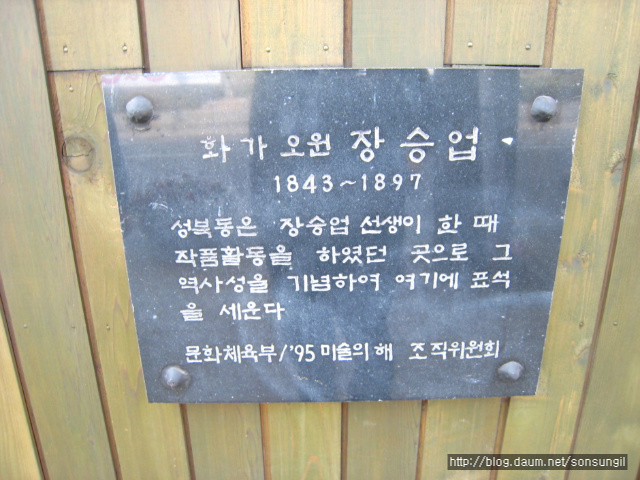 화가 오원 장승업
1843~1897
성북동은 장승업 선생이 한 때
작품활동을 하였던 곳으로 그
역사성을 기념하여 여기에 표석
을 세운다
문화체육부/'95 미술의 해 조직위원회
http://blog.daum.net/sonsungil